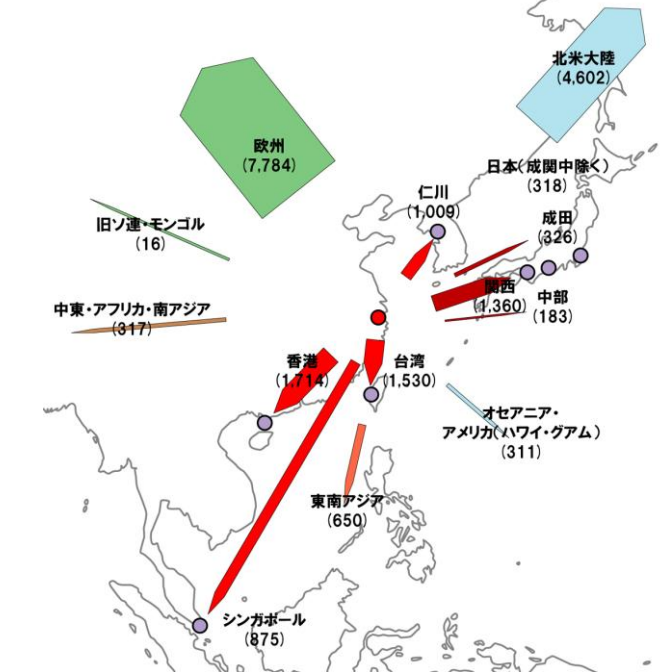 北米大陸
(4,602)
欧州
(7,784)
日本(成関中除く)
(318)
仁川
(1,009)
成田
(326)
旧ソ連・モンゴル
(16)
関西
(1,360)
中部
(183)
中東・アフリカ・南アジア
(317)
香港
(1,714)
台湾
(1,530)
オセアニア・
アメリカ(ハワイ・グアム)
(311)
東南アジア
(650)
シンガポール
(875)